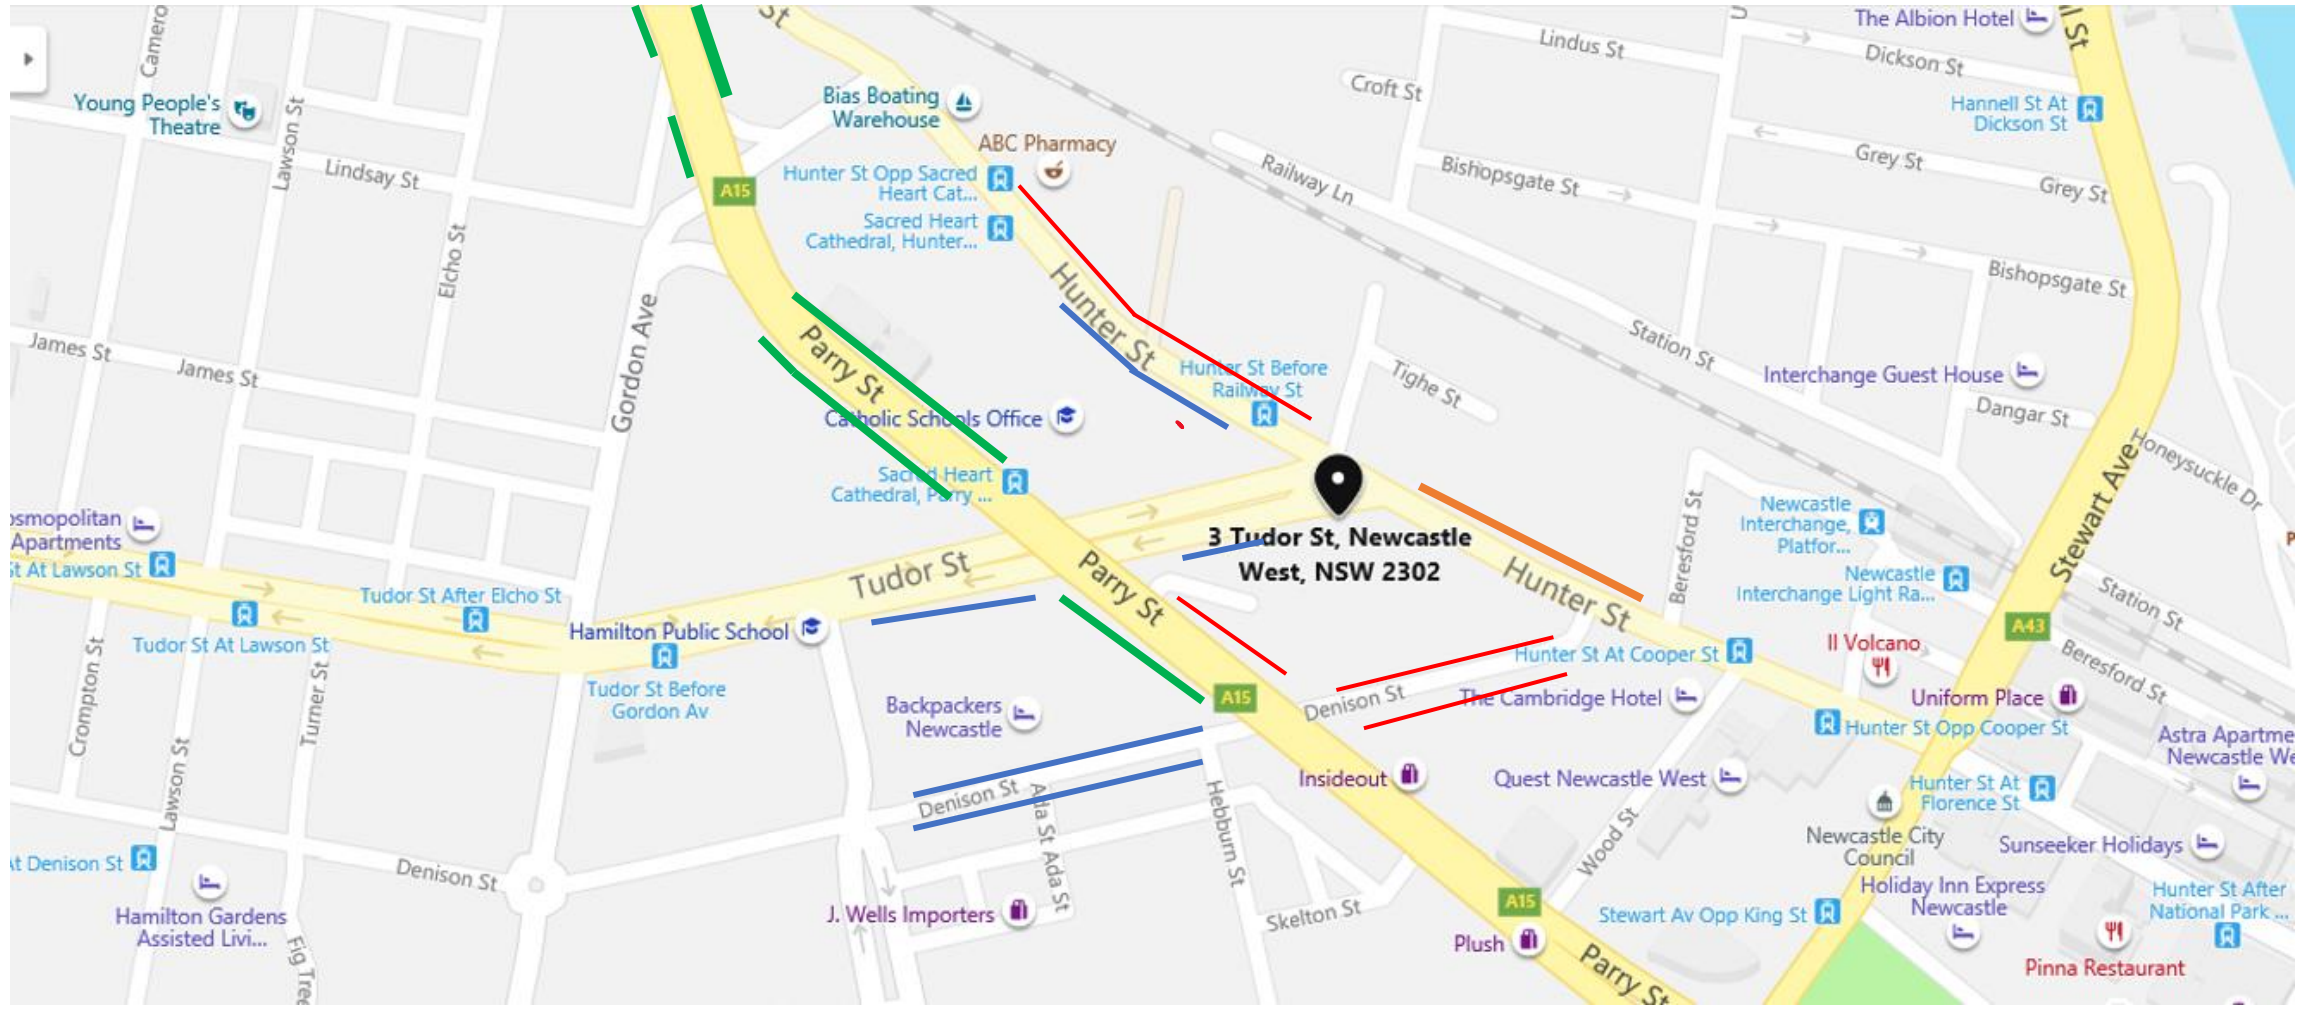 St
The Albion Hotel
Camero
Lindus St
Dickson St
Croft St
Young People's
Theatre
Bias Boating
Warehouse
Hannell St At
Dickson St
Lawson St
ABC Pharmacy
Lindsay St
Hunter St Opp Sacred
Heart Cat...
A15
Railway Ln
Bishopsgate St
Grey St
Grey St
Sacred Heart
Cathedral, Hunter...
Elcho St
Hunter St
Bishopsgate St
James St
James St
Gordon Ave
Parry St
Station St
Hunter St Before
Railway St
Tighe St
Interchange Guest House
Dangar St
Catholic Schools Office
Honeysuckle Dr
Sacred Heart
Cathedral, Parry ...
Stewart Ave
osmopolitan
Apartments
St At Lawson St
Tudor St
3 Tudor St, Newcastle
West, NSW 2302
Beresford St
Newcastle
Interchange,
Platfor...
Newcastle
Interchange Light Ra...
Tudor St After Elcho St
Parry St
Hunter St
Station St
A43
Tudor St At Lawson St
Hamilton Public School
Hunter St At Cooper St
Il Volcano
Beresford St
Crompton St
Turner St
Tudor St Before
Gordon Av
Backpackers
Newcastle
A15
Denison St
The Cambridge Hotel
Uniform Place
Hunter St Opp Cooper St
Astra Apartme
Newcastle We
Lawson St
Denison St
Ada St
Ada St
Hebburn St
Insideout
Quest Newcastle West
Hunter St At
Florence St
Wood St
Newcastle City
Council
Sunseeker Holidays
At Denison St
Denison St
Hamilton Gardens
Assisted Livi...
Fig Tree
J. Wells Importers
Skelton St
A15
Plush
Parry St
Stewart Av Opp King St
Holiday Inn Express
Newcastle
Hunter St After
National Park ...
Pinna Restaurant